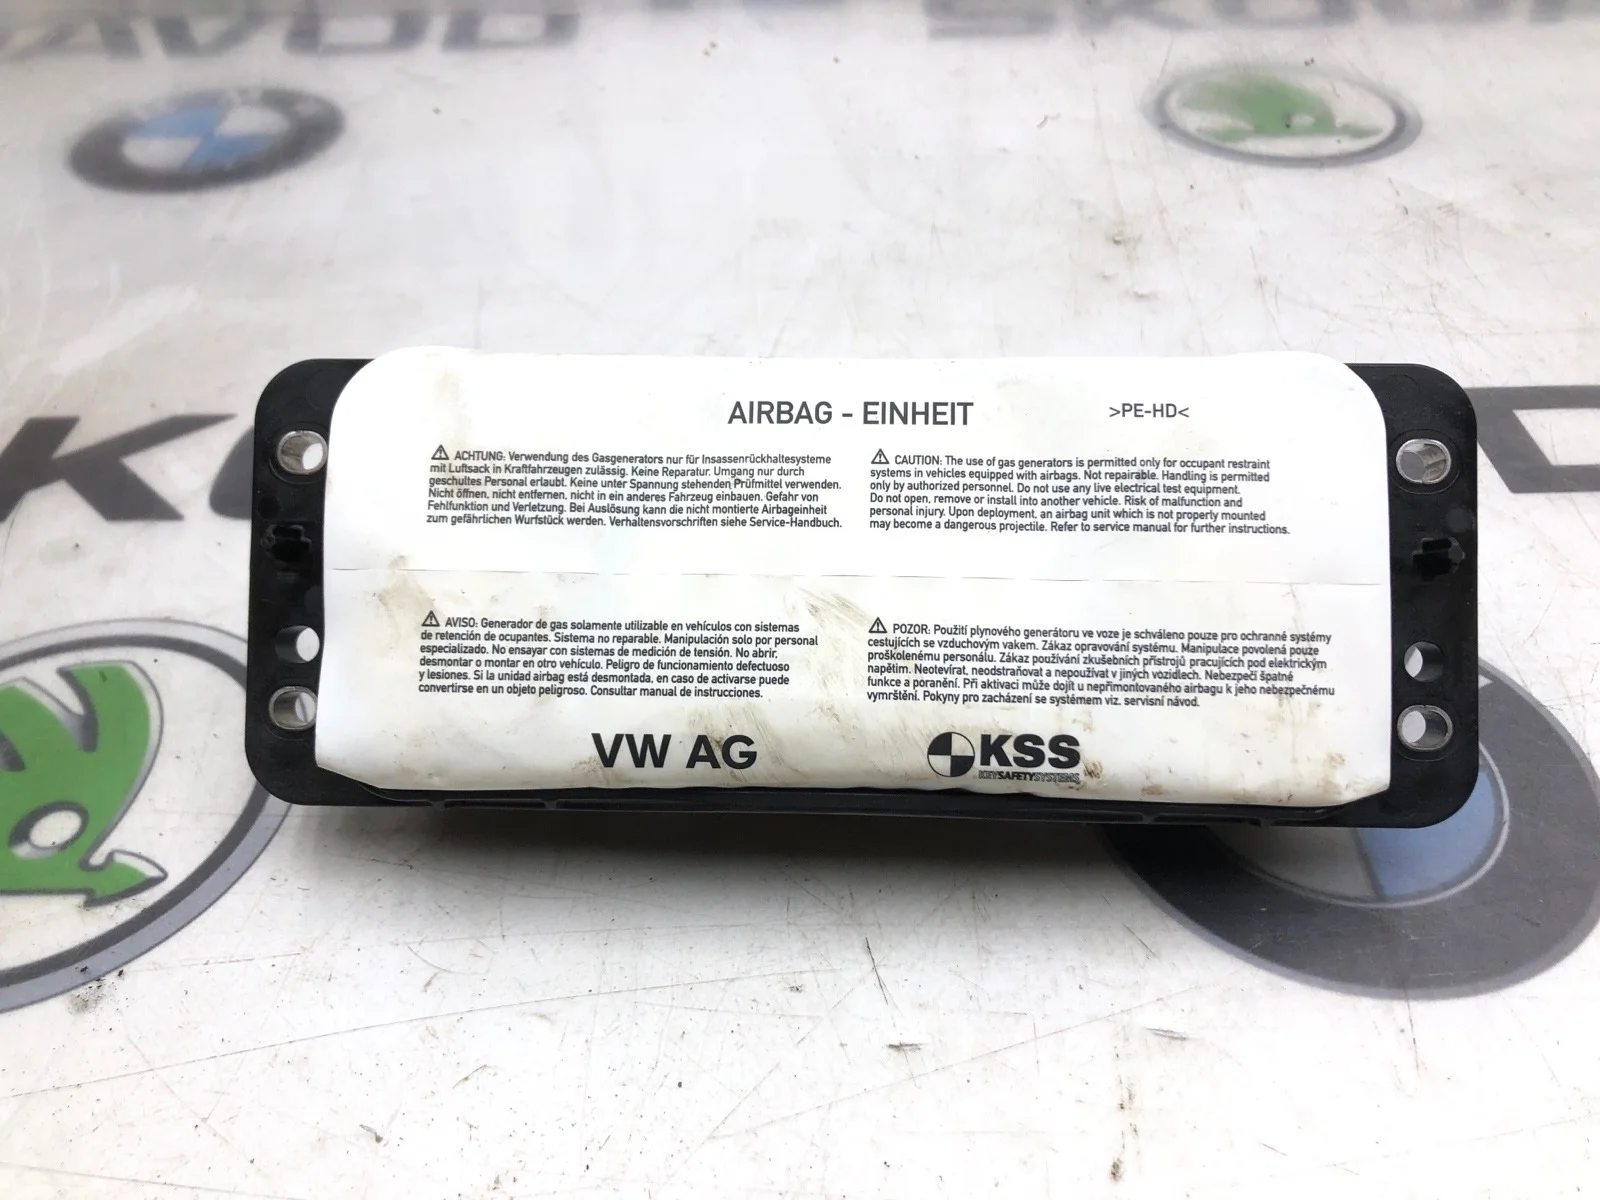 AIRBAG - EINHEIT
>PE-HD<
⚠ ACHTUNG: Verwendung des Gasgenerators nur für Insassenrückhaltesysteme
mit Luftsack in Kraftfahrzeugen zulässig. Keine Reparatur. Umgang nur durch
geschultes Personal erlaubt. Keine unter Spannung stehenden Prüfmittel verwenden.
Nicht öffnen, nicht entfernen, nicht in ein anderes Fahrzeug einbauen. Gefahr von
Fehlfunktion und Verletzung. Bei Auslösung kann die nicht montierte Airbageinheit
zum gefährlichen Wurfstück werden. Verhaltensvorschriften siehe Service-Handbuch.
⚠ CAUTION: The use of gas generators is permitted only for occupant restraint
systems in vehicles equipped with airbags. Not repairable. Handling is permitted
only by authorized personnel. Do not use any live electrical test equipment.
Do not open, remove or install into another vehicle. Risk of malfunction and
personal injury. Upon deployment, an airbag unit which is not properly mounted
may become a dangerous projectile. Refer to service manual for further instructions.
⚠ AVISO: Generador de gas solamente utilizable en vehículos con sistemas
de retención de ocupantes. Sistema no reparable. Manipulación solo por personal
especializado. No ensayar con sistemas de medición de tensión. No abrir,
desmontar o montar en otro vehículo. Peligro de funcionamiento defectuoso
y lesiones. Si la unidad airbag está desmontada, en caso de activarse puede
convertirse en un objeto peligroso. Consultar manual de instrucciones.
⚠ POZOR: Použití plynového generátoru ve voze je schváleno pouze pro ochranné systémy
cestujících se vzduchovým vakem. Zákaz opravování systému. Manipulace povolená pouze
proškolenému personálu. Zákaz používání zkušebních přístrojů pracujících pod elektrickým
napětím. Neotevírat, neodstraňovat a nepoužívat v jiných vozidlech. Nebezpečí špatné
funkce a poranění. Při aktivaci může dojít u nepřimontovaného airbagu k jeho nebezpečnému
vymrštění. Pokyny pro zacházení se systémem viz. servisní návod.
VW AG
KSS
KEYSAFETYSYSTEMS